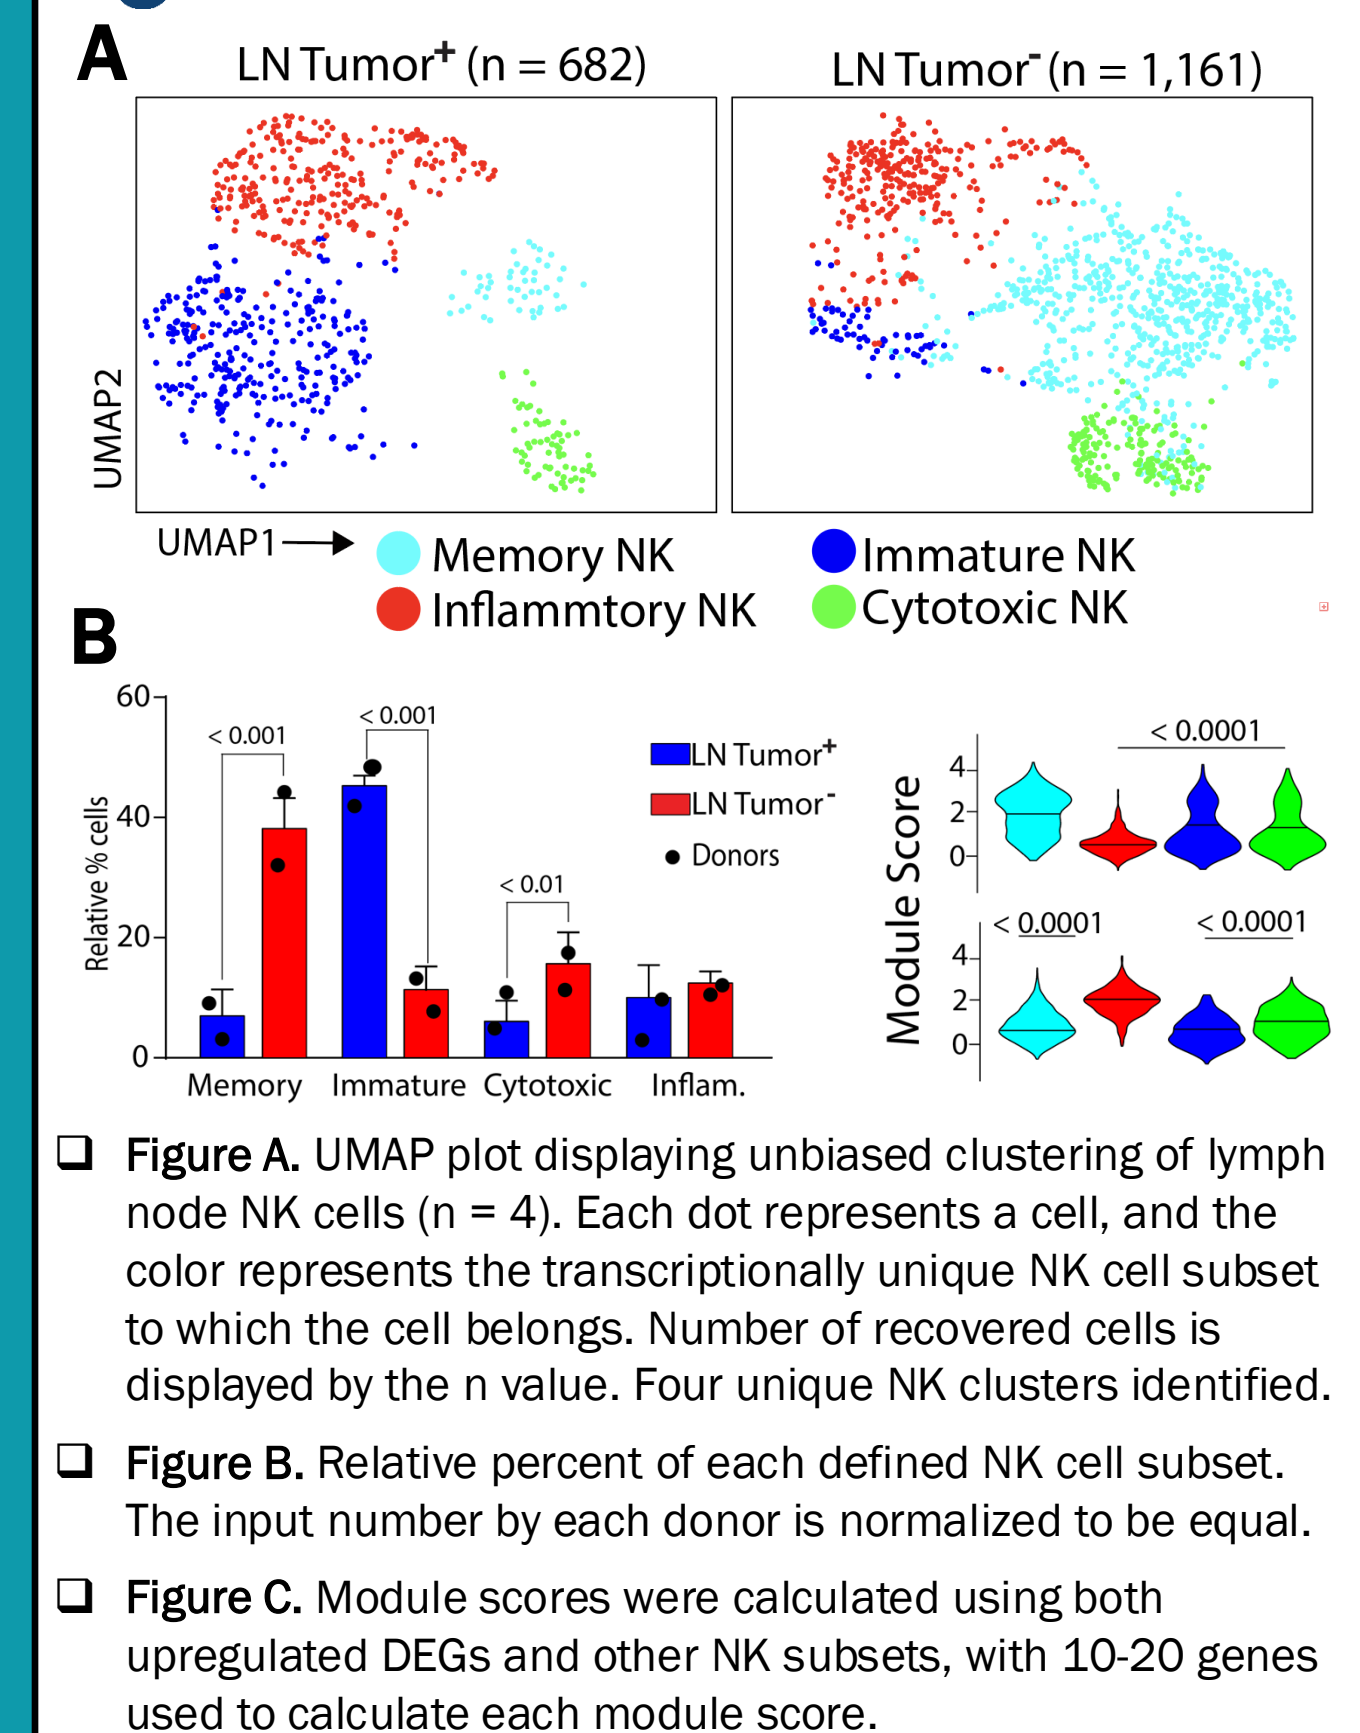 A
LN Tumor+ (n = 682)
LN Tumor- (n = 1,161)
UMAP2
UMAP1
Memory NK
Immature NK
Inflammtory NK
Cytotoxic NK
B
60
40
20
0
Relative % cells
< 0.001
< 0.001
< 0.01
Memory
Immature
Cytotoxic
Inflam.
LN Tumor+
LN Tumor-
Donors
Module Score
< 0.0001
4
2
0
< 0.0001
< 0.0001
4
2
0
Figure A. UMAP plot displaying unbiased clustering of lymph
node NK cells (n = 4). Each dot represents a cell, and the
color represents the transcriptionally unique NK cell subset
to which the cell belongs. Number of recovered cells is
displayed by the n value. Four unique NK clusters identified.
Figure B. Relative percent of each defined NK cell subset.
The input number by each donor is normalized to be equal.
Figure C. Module scores were calculated using both
upregulated DEGs and other NK subsets, with 10-20 genes
used to calculate each module score.